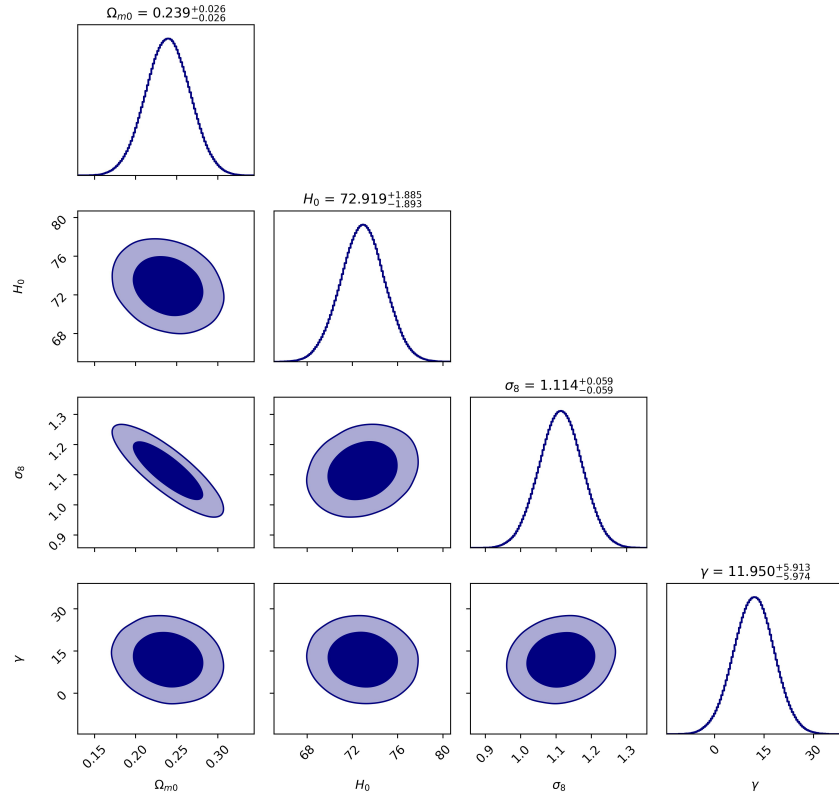 Ω_{m0} = 0.239^{+0.026}_{-0.026}
H_0 = 72.919^{+1.885}_{-1.893}
80
76
72
68
H_0
σ_8 = 1.114^{+0.059}_{-0.059}
1.3
1.2
1.1
1.0
0.9
σ_8
γ = 11.950^{+5.913}_{-5.974}
30
15
0
γ
0.15 0.20 0.25 0.30 68 72 76 80 0.9 1.0 1.1 1.2 1.3 0 15 30
Ω_{m0} H_0 σ_8 γ